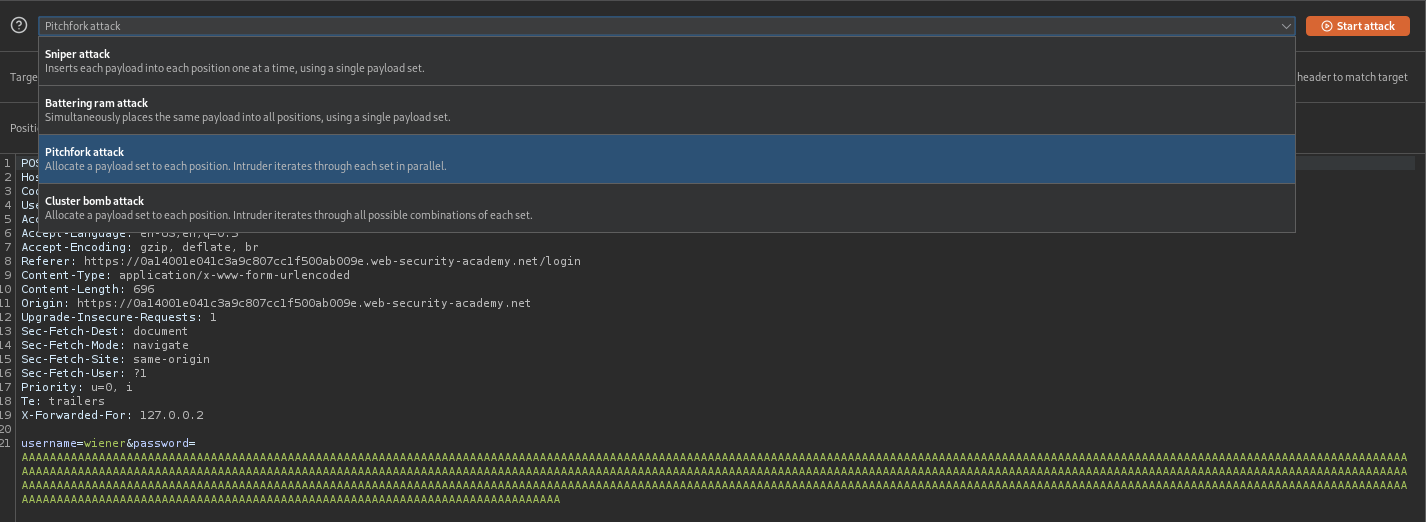 Pitchfork attack
Start attack
Sniper attack
Inserts each payload into each position one at a time, using a single payload set.
Targe
header to match target
Battering ram attack
Simultaneously places the same payload into all positions, using a single payload set.
Positi
Pitchfork attack
Allocate a payload set to each position. Intruder iterates through each set in parallel.
Cluster bomb attack
Allocate a payload set to each position. Intruder iterates through all possible combinations of each set.
1 POS
2 Hos
3 Coo
4 Use
5 Acc
6 Accept-Language: en-US,en;q=0.5
7 Accept-Encoding: gzip, deflate, br
8 Referer: https://0a14001e041c3a9c807cc1f500ab009e.web-security-academy.net/login
9 Content-Type: application/x-www-form-urlencoded
10 Content-Length: 696
11 Origin: https://0a14001e041c3a9c807cc1f500ab009e.web-security-academy.net
12 Upgrade-Insecure-Requests: 1
13 Sec-Fetch-Dest: document
14 Sec-Fetch-Mode: navigate
15 Sec-Fetch-Site: same-origin
16 Sec-Fetch-User: ?1
17 Priority: u=0, i
18 Te: trailers
19 X-Forwarded-For: 127.0.0.2
20
21 username=wiener&password=
AAAAAAAAAAAAAAAAAAAAAAAAAAAAAAAAAAAAAAAAAAAAAAAAAAAAAAAAAAAAAAAAAAAAAAAAAAAAAAAAAAAAAAAAAAAAAAAAAAAAAAAAAAAAAAAAAAAAAAAAAAAAAAAAAAAAAAAAAAAAAAAAAAAAAAAAAAAAAAAAAAAAAAAAAAAAAAAAAAAAAAAAAAAAAAAAAA
AAAAAAAAAAAAAAAAAAAAAAAAAAAAAAAAAAAAAAAAAAAAAAAAAAAAAAAAAAAAAAAAAAAAAAAAAAAAAAAAAAAAAAAAAAAAAAAAAAAAAAAAAAAAAAAAAAAAAAAAAAAAAAAAAAAAAAAAAAAAAAAAAAAAAAAAAAAAAAAAAAAAAAAAAAAAAAAAAAAAAAAAAAAAAAAAAA
AAAAAAAAAAAAAAAAAAAAAAAAAAAAAAAAAAAAAAAAAAAAAAAAAAAAAAAAAAAAAAAAAAAAAAAAAAAAAAAAAAAAAAAAAAAAAAAAAAAAAAAAAAAAAAAAAAAAAAAAAAAAAAAAAAAAAAAAAAAAAAAAAAAAAAAAAAAAAAAAAAAAAAAAAAAAAAAAAAAAAAAAAAAAAAAAAA
AAAAAAAAAAAAAAAAAAAAAAAAAAAAAAAAAAAAAAAAAAAAAAAAAAAAAAAAAAAAAAAAAAAAAAAAAAAAA